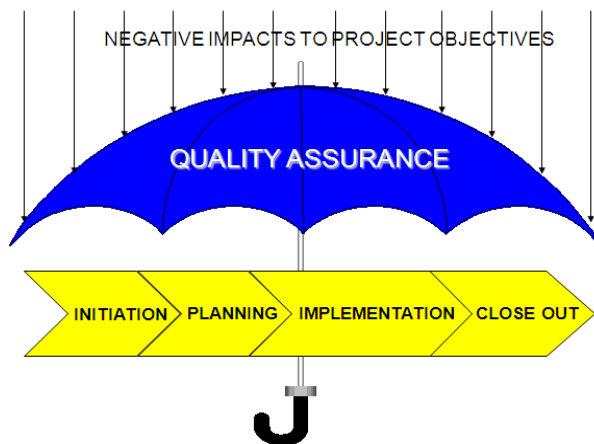 NEGATIVE IMPACTS TO PROJECT OBJECTIVES
QUALITY ASSURANCE
INITIATION
PLANNING
IMPLEMENTATION
CLOSE OUT